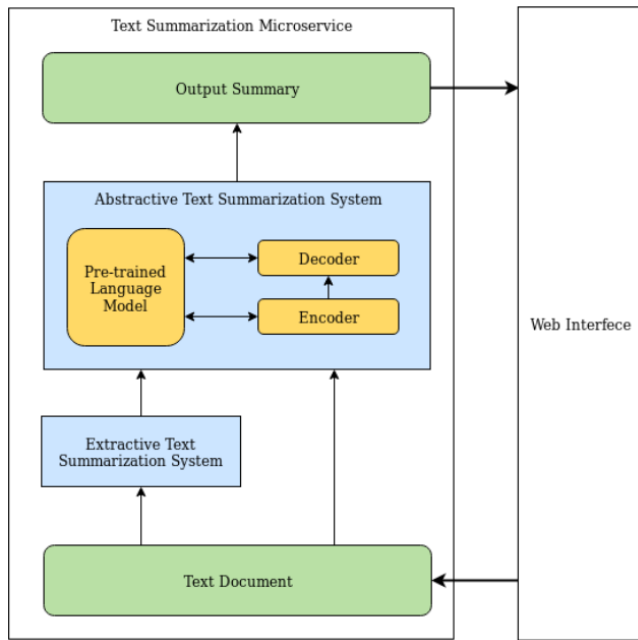 Text Summarization Microservice
Output Summary
Abstractive Text Summarization System
Pre-trained
Language
Model
Decoder
Encoder
Extractive Text
Summarization System
Text Document
Web Interfece